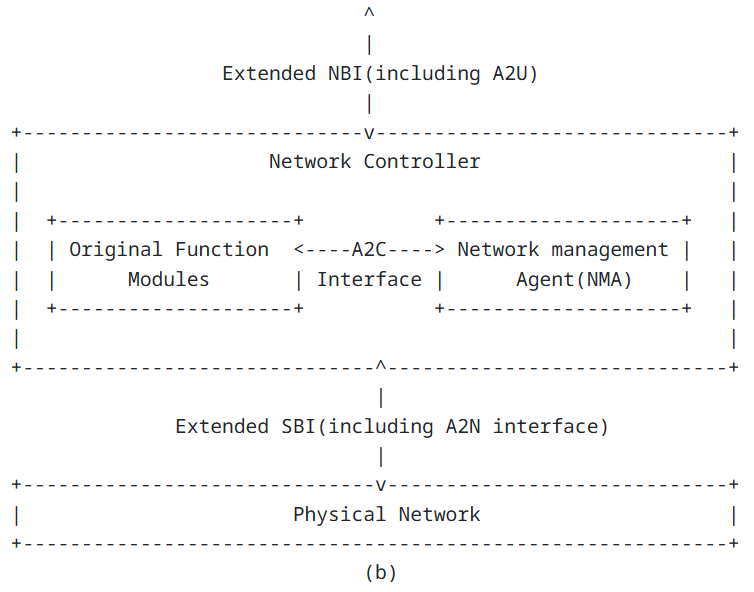 ^
|
Extended NBI(including A2U)
|
+-----------------------------v------------------------------+
|                     Network Controller                     |
|                                                            |
|  +--------------------+           +--------------------+   |
|  | Original Function  <----A2C----> Network management |   |
|  |      Modules       | Interface |      Agent(NMA)    |   |
|  +--------------------+           +--------------------+   |
|                                                            |
+------------------------------^-----------------------------+
|
Extended SBI(including A2N interface)
|
+------------------------------v-----------------------------+
|                       Physical Network                     |
+------------------------------------------------------------+
(b)